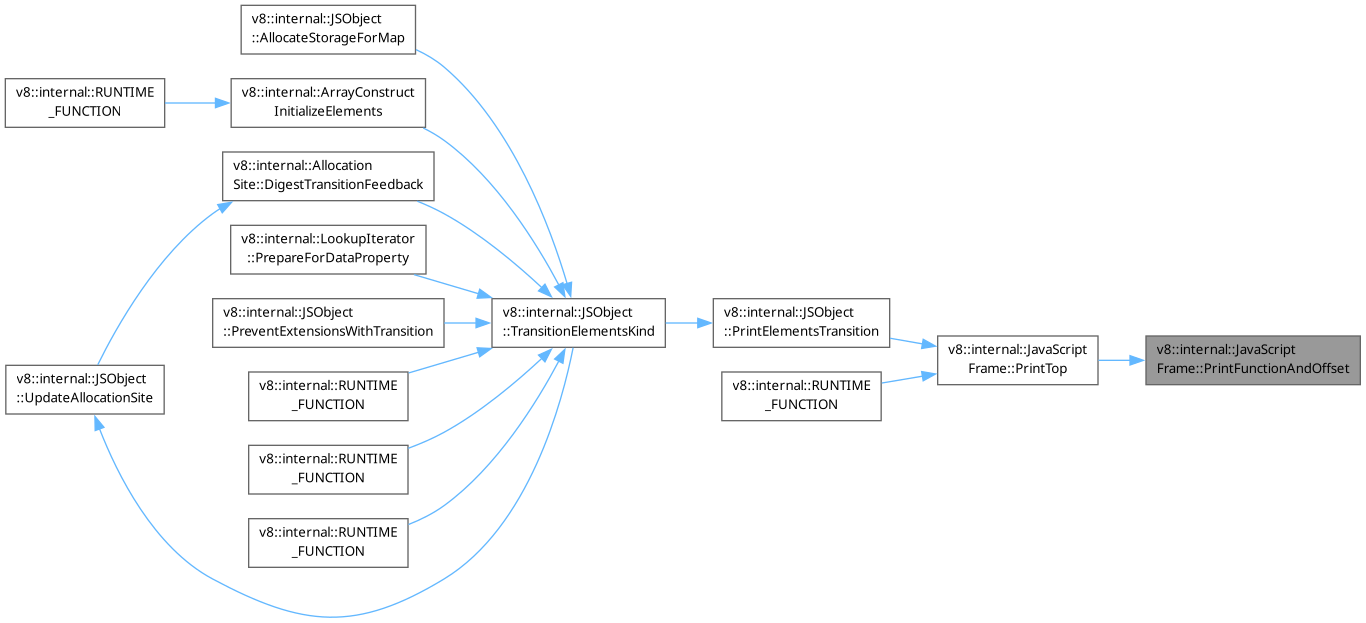 v8::internal::JSObject
::AllocateStorageForMap
v8::internal::RUNTIME
_FUNCTION
v8::internal::ArrayConstruct
InitializeElements
v8::internal::Allocation
Site::DigestTransitionFeedback
v8::internal::LookupIterator
::PrepareForDataProperty
v8::internal::JSObject
::PreventExtensionsWithTransition
v8::internal::JSObject
::TransitionElementsKind
v8::internal::JSObject
::PrintElementsTransition
v8::internal::JavaScript
Frame::PrintTop
v8::internal::JavaScript
Frame::PrintFunctionAndOffset
v8::internal::JSObject
::UpdateAllocationSite
v8::internal::RUNTIME
_FUNCTION
v8::internal::RUNTIME
_FUNCTION
v8::internal::RUNTIME
_FUNCTION
v8::internal::RUNTIME
_FUNCTION